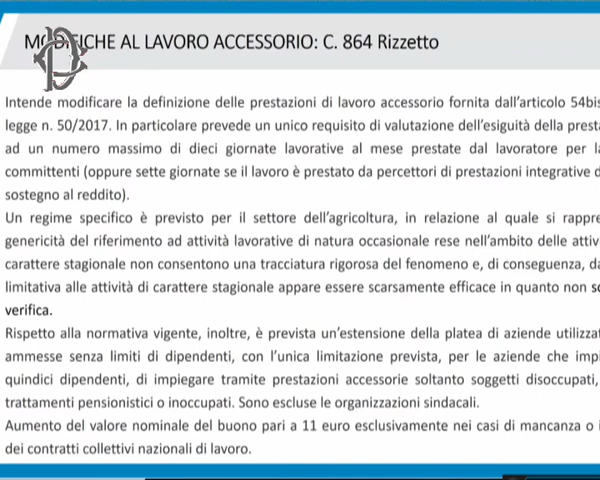 MODIFICHE AL LAVORO ACCESSORIO: C. 864 Rizzetto
Intende modificare la definizione delle prestazioni di lavoro accessorio fornita dall'articolo 54bis
legge n. 50/2017. In particolare prevede un unico requisito di valutazione dell'esiguità della prest
ad un numero massimo di dieci giornate lavorative al mese prestate dal lavoratore per l
committenti (oppure sette giornate se il lavoro è prestato da percettori di prestazioni integrative d
sostegno al reddito).
Un regime specifico è previsto per il settore dell'agricoltura, in relazione al quale si rappre
genericità del riferimento ad attività lavorative di natura occasionale rese nell'ambito delle attiv
carattere stagionale non consentono una tracciatura rigorosa del fenomeno e, di conseguenza, d
limitativa alle attività di carattere stagionale appare essere scarsamente efficace in quanto non s
verifica.
Rispetto alla normativa vigente, inoltre, è prevista un'estensione della platea di aziende utilizza
ammesse senza limiti di dipendenti, con l'unica limitazione prevista, per le aziende che impi
quindici dipendenti, di impiegare tramite prestazioni accessorie soltanto soggetti disoccupati,
trattamenti pensionistici o inoccupati. Sono escluse le organizzazioni sindacali.
Aumento del valore nominale del buono pari a 11 euro esclusivamente nei casi di mancanza o i
dei contratti collettivi nazionali di lavoro.